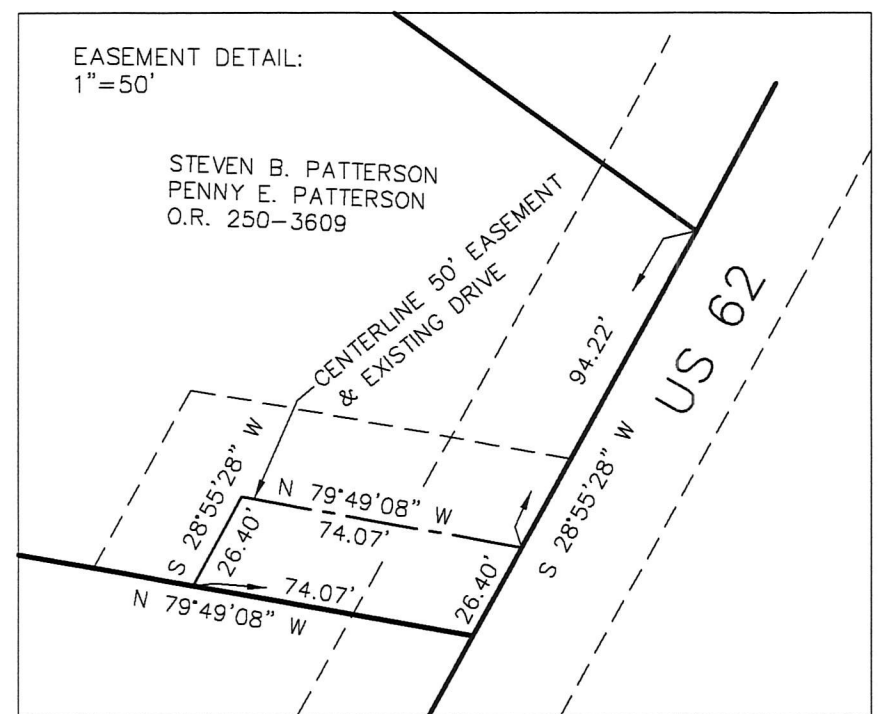 EASEMENT DETAIL:
1"=50'
STEVEN B. PATTERSON
PENNY E. PATTERSON
O.R. 250-3609
CENTERLINE 50' EASEMENT
& EXISTING DRIVE
94.22'
US 62
S 28°55'28" W
S 28°55'28" W
26.40'
N 79°49'08" W
74.07'
26.40'
74.07'
N 79°49'08" W